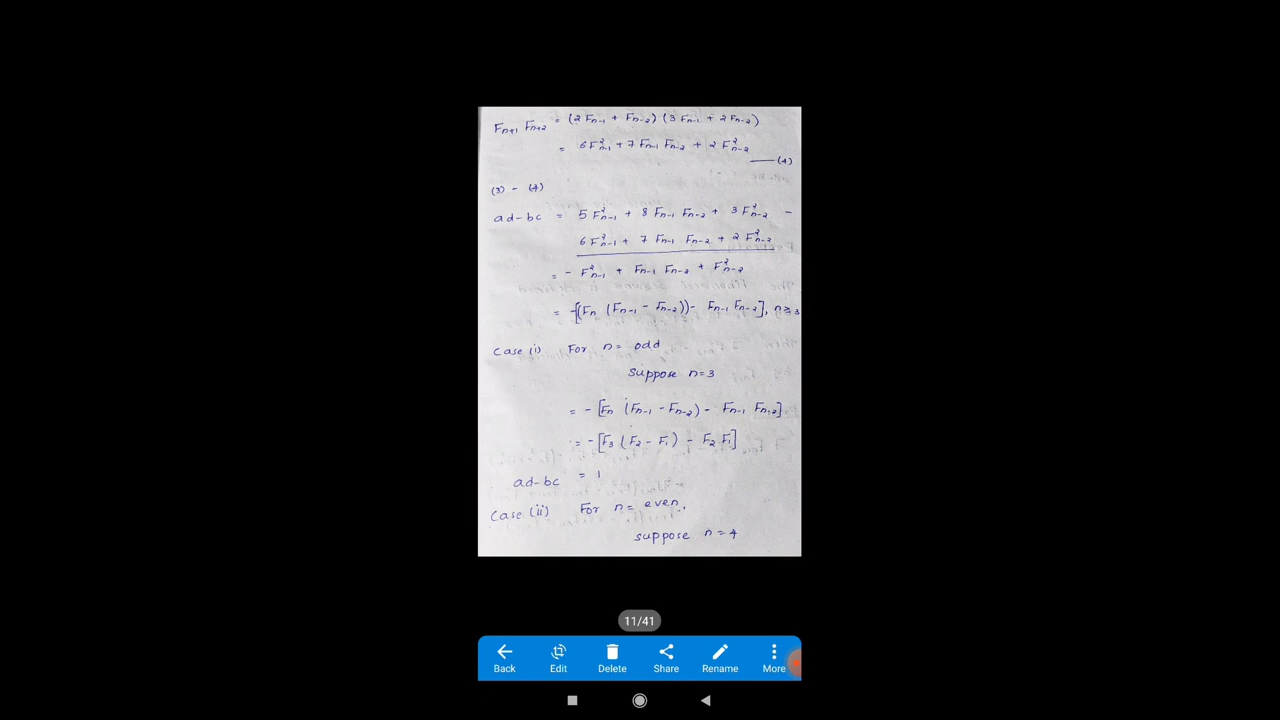 Fn+1 Fn+2 = (2 Fn-1 + Fn-2) (3 Fn-1 + 2 Fn-2)
= 6F²n-1 + 7 Fn-1 Fn-2 + 2 F²n-2 —(4)
(3) - (4)
ad-bc = 5 F²n-1 + 8 Fn-1 Fn-2 + 3 F²n-2 -
6 F²n-1 + 7 Fn-1 Fn-2 + 2 F²n-2
= - F²n-1 + Fn-1 Fn-2 + F²n-2
= -[(Fn (Fn-1 - Fn-2)) - Fn-1 Fn-2], n≥3
Case (i) For n= odd
suppose n=3
= - [Fn (Fn-1 - Fn-2) - Fn-1 Fn-2]
= - [F3 (F2 - F1) - F2 F1]
ad-bc = 1
Case (ii) For n= even,
suppose n=4
11/41
Back Edit Delete Share Rename More